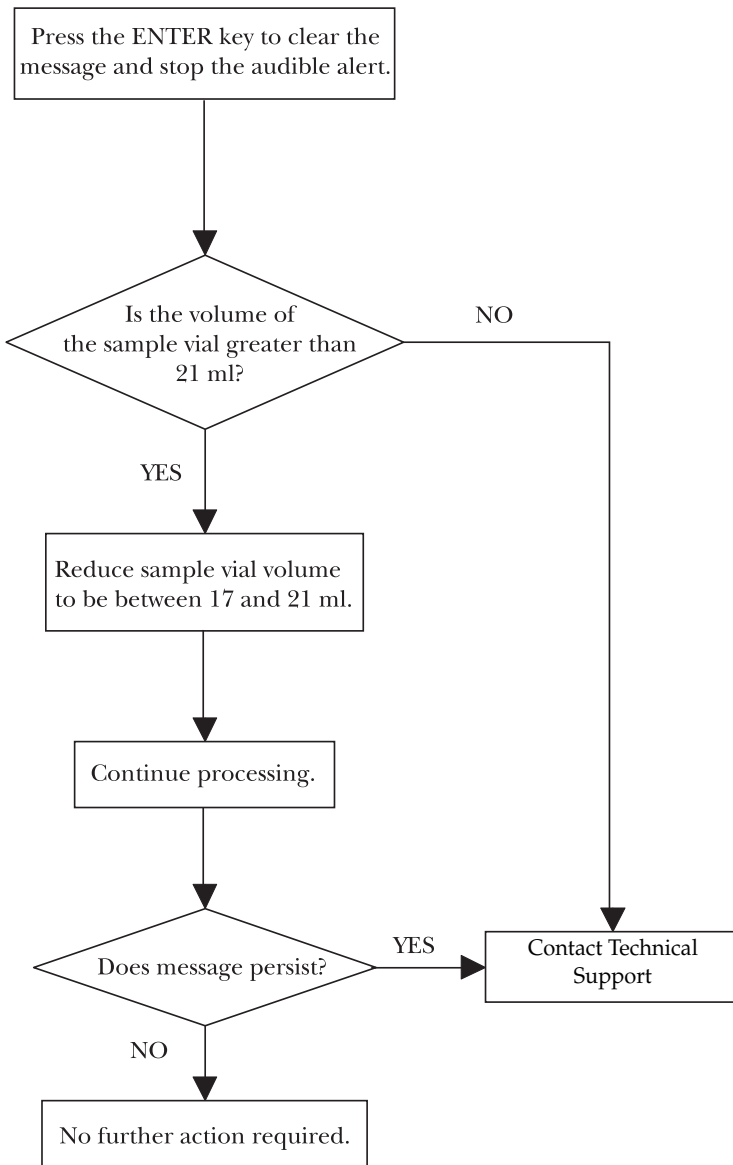 Press the ENTER key to clear the
message and stop the audible alert.
Is the volume of
the sample vial greater than
21 ml?
NO
YES
Reduce sample vial volume
to be between 17 and 21 ml.
Continue processing.
Does message persist?
YES
Contact Technical
Support
NO
No further action required.